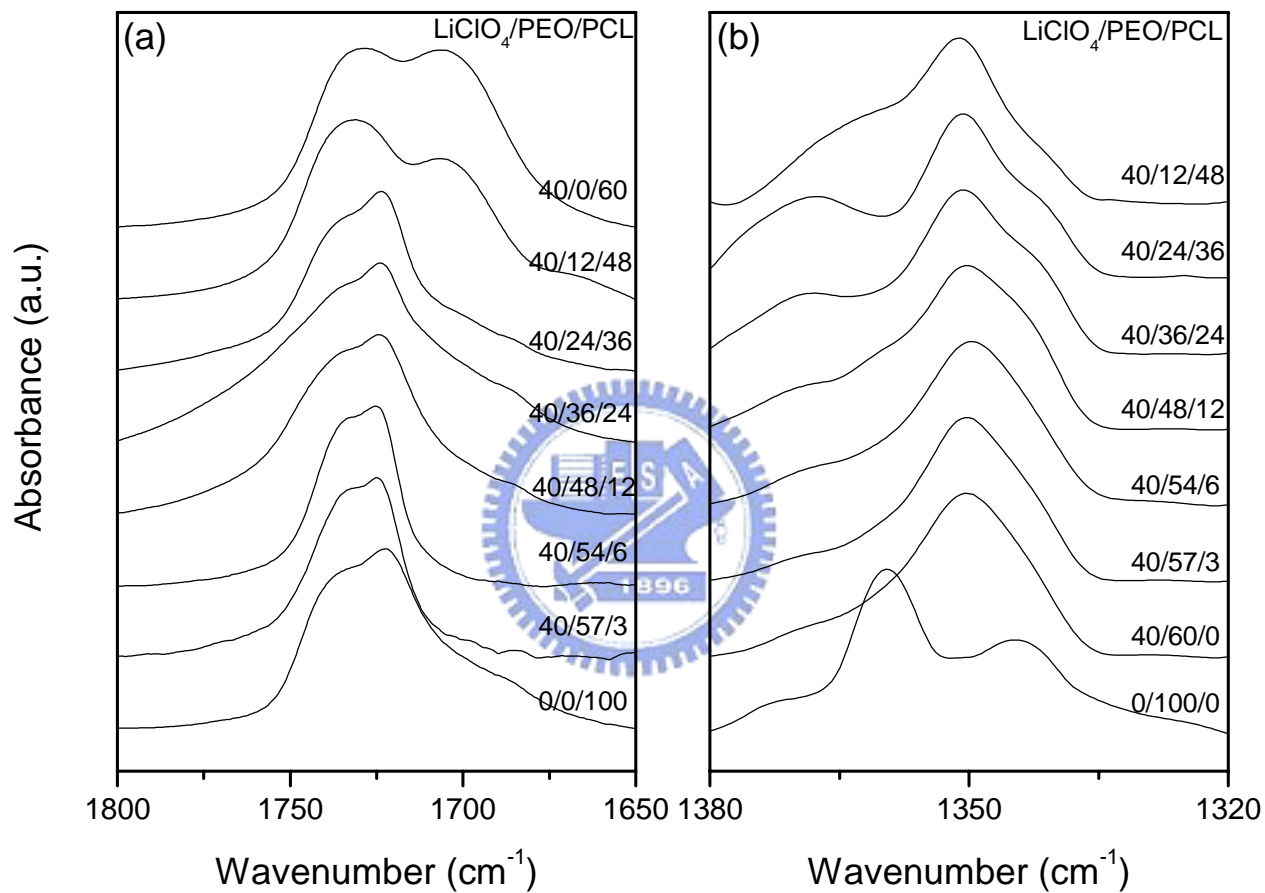 (a)
LiClO₄/PEO/PCL
40/0/60
40/12/48
40/24/36
40/36/24
40/48/12
40/54/6
40/57/3
0/0/100
1800
1750
1700
1650
Wavenumber (cm⁻¹)
Absorbance (a.u.)
(b)
LiClO₄/PEO/PCL
40/12/48
40/24/36
40/36/24
40/48/12
40/54/6
40/57/3
40/60/0
0/100/0
1380
1350
1320
Wavenumber (cm⁻¹)
E S
A
1896